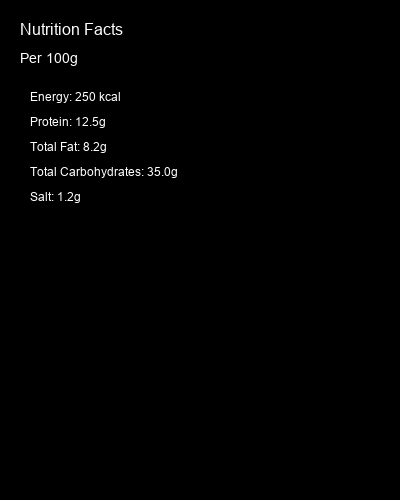 Nutrition Facts
Per 100g
Energy: 250 kcal
Protein: 12.5g
Total Fat: 8.2g
Total Carbohydrates: 35.0g
Salt: 1.2g